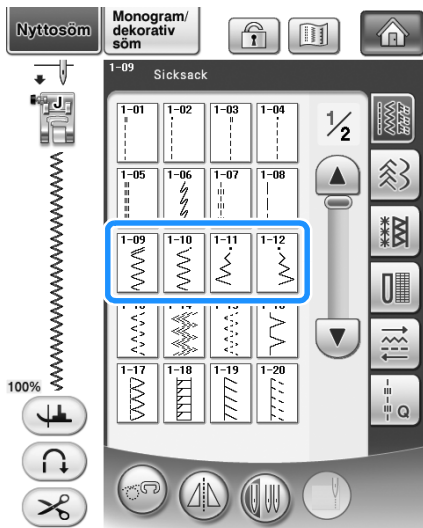 Nyttosöm
Monogram/
dekorativ
söm
1-09
Sicksack
J
1-01 1-02 1-03 1-04
1/2
1-05 1-06 1-07 1-08
1-09 1-10 1-11 1-12
1-17 1-18 1-19 1-20
100%
Q